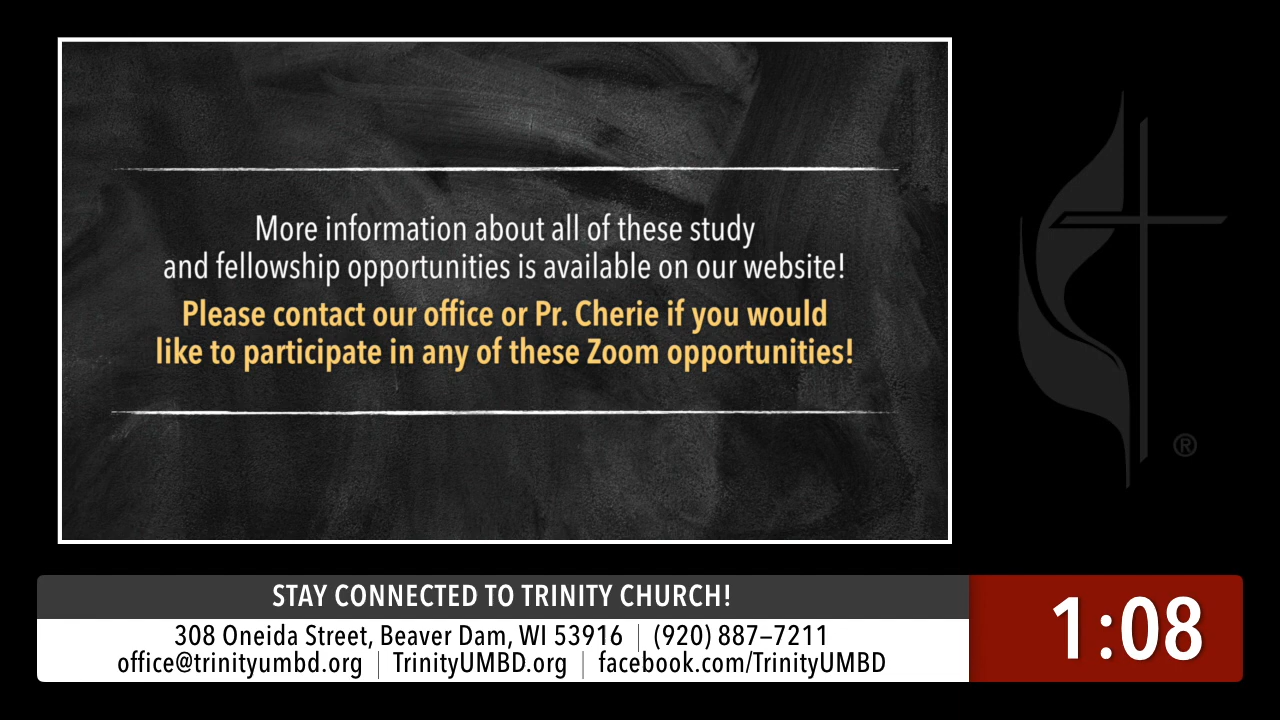 More information about all of these study
and fellowship opportunities is available on our website!
Please contact our office or Pr. Cherie if you would
like to participate in any of these Zoom opportunities!
®
STAY CONNECTED TO TRINITY CHURCH!
308 Oneida Street, Beaver Dam, WI 53916 | (920) 887–7211
office@trinityumbd.org | TrinityUMBD.org | facebook.com/TrinityUMBD
1:08